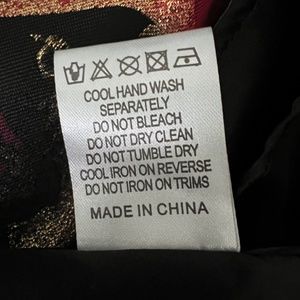 COOL HAND WASH
SEPARATELY
DO NOT BLEACH
DO NOT DRY CLEAN
DO NOT TUMBLE DRY
COOL IRON ON REVERSE
DO NOT IRON ON TRIMS
MADE IN CHINA